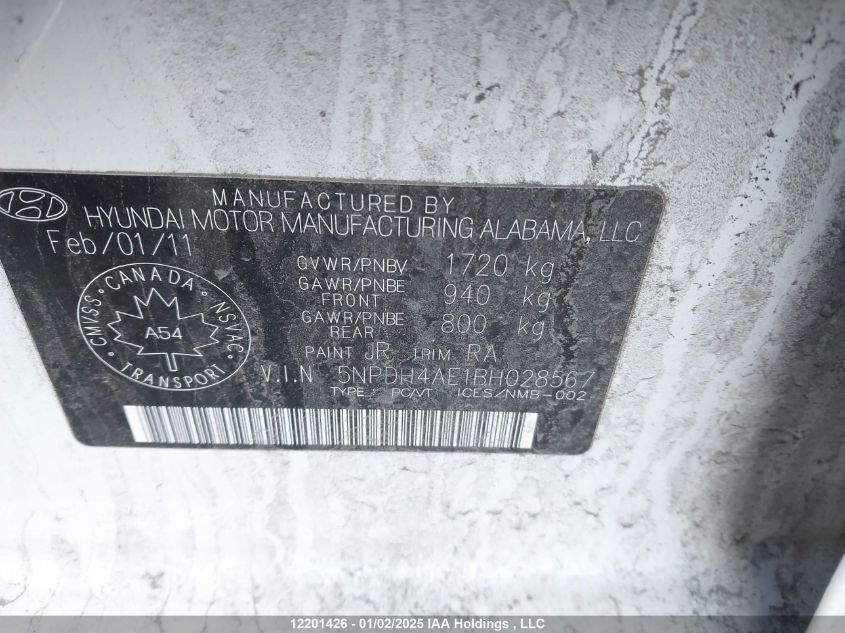 MANUFACTURED BY
HYUNDAI MOTOR MANUFACTURING ALABAMA, LLC
Feb/01/11
GVWR/PNBV 1720 kg
GAWR/PNBE FRONT 940 kg
GAWR/PNBE REAR 800 kg
PAINT JR TRIM RA
V.I.N 5NPDH4AE1BH028567
TYPE: PC/VT ICES/NMB-002
CANADA
CMVSS NSVAC
A54
TRANSPORT
12201426 - 01/02/2025 IAA Holdings , LLC